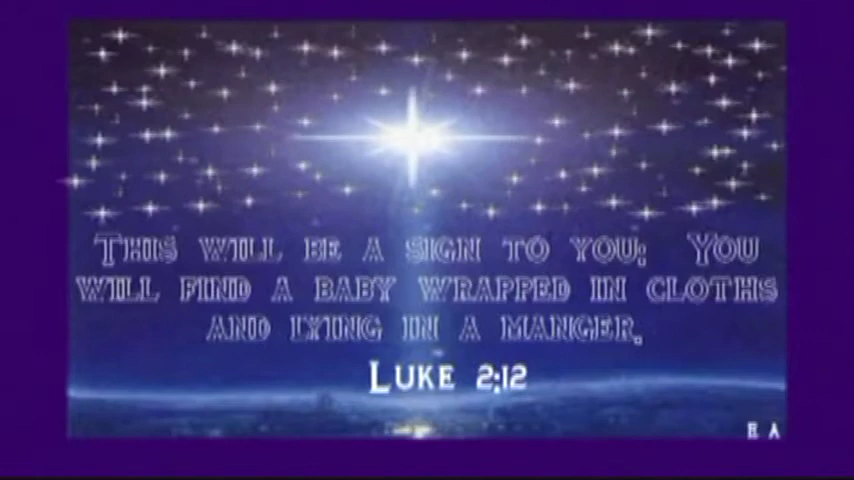 This will be a sign to you: You
will find a baby wrapped in cloths
and lying in a manger.
Luke 2:12
E A